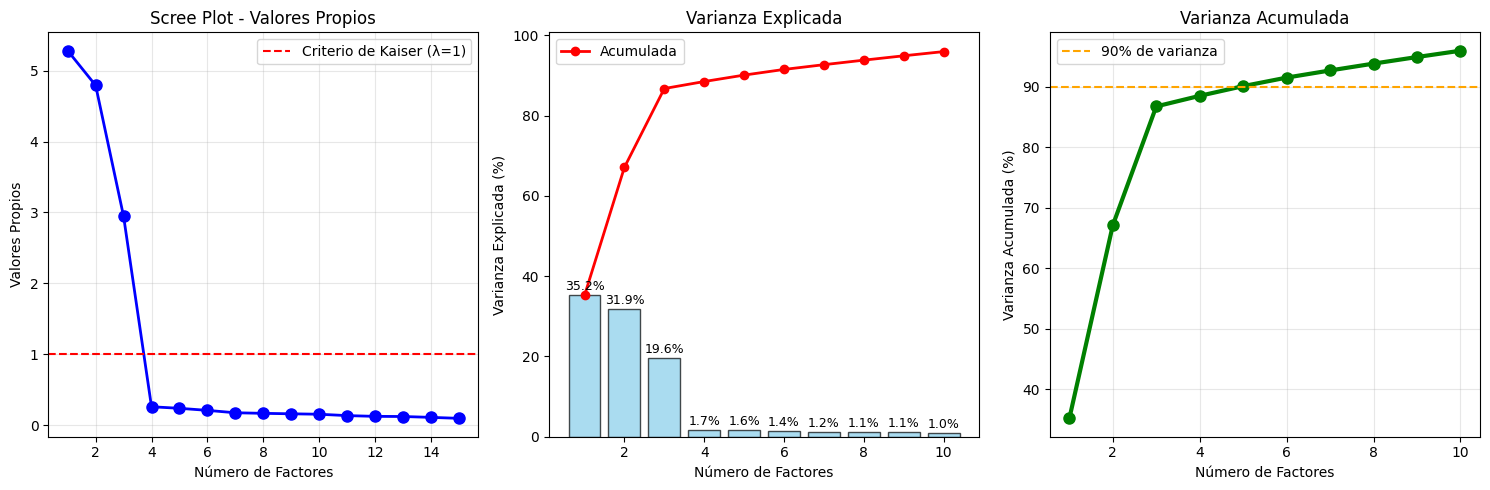 Scree Plot - Valores Propios
Criterio de Kaiser (λ=1)
Valores Propios
5
4
3
2
1
0
2 4 6 8 10 12 14
Número de Factores
Varianza Explicada
Acumulada
Varianza Explicada (%)
100
80
60
40
20
0
35.2%
31.9%
19.6%
1.7%
1.6%
1.4%
1.2%
1.1%
1.1%
1.0%
2 4 6 8 10
Número de Factores
Varianza Acumulada
90% de varianza
Varianza Acumulada (%)
90
80
70
60
50
40
2 4 6 8 10
Número de Factores